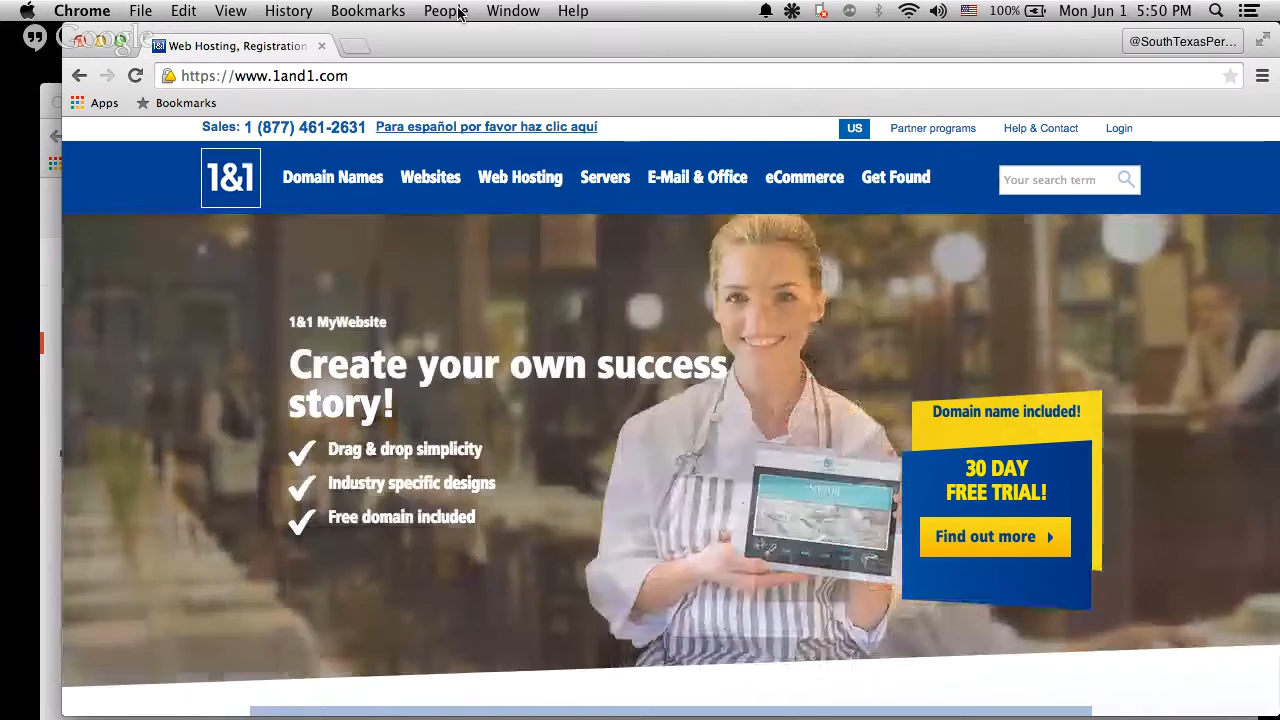 Chrome File Edit View History Bookmarks People Window Help 100% Mon Jun 1 5:50 PM
Google
Web Hosting, Registration
@SouthTexasPer...
https://www.1and1.com
Apps Bookmarks
Sales: 1 (877) 461-2631 Para español por favor haz clic aquí US Partner programs Help & Contact Login
1&1 Domain Names Websites Web Hosting Servers E-Mail & Office eCommerce Get Found Your search term
1&1 MyWebsite
Create your own success
story!
Drag & drop simplicity
Industry specific designs
Free domain included
Domain name included!
30 DAY
FREE TRIAL!
Find out more